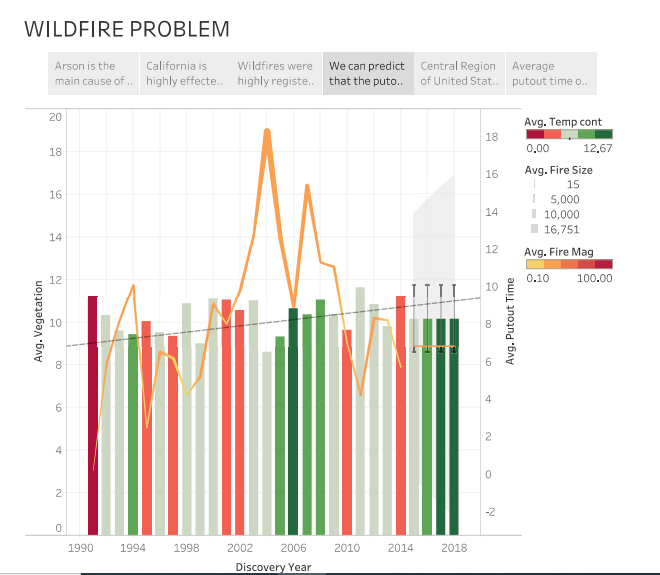 WILDFIRE PROBLEM
Arson is the
main cause of ..
California is
highly effecte..
Wildfires were
highly registe..
We can predict
that the puto..
Central Region
of United Stat..
Average
putout time o..
Avg. Vegetation
20
18
16
14
12
10
8
6
4
2
0
18
16
14
12
10
8
6
4
2
0
-2
Avg. Putout Time
1990 1994 1998 2002 2006 2010 2014 2018
Discovery Year
Avg. Temp cont
0.00 12.67
Avg. Fire Size
15
5,000
10,000
16,751
Avg. Fire Mag
0.10 100.00